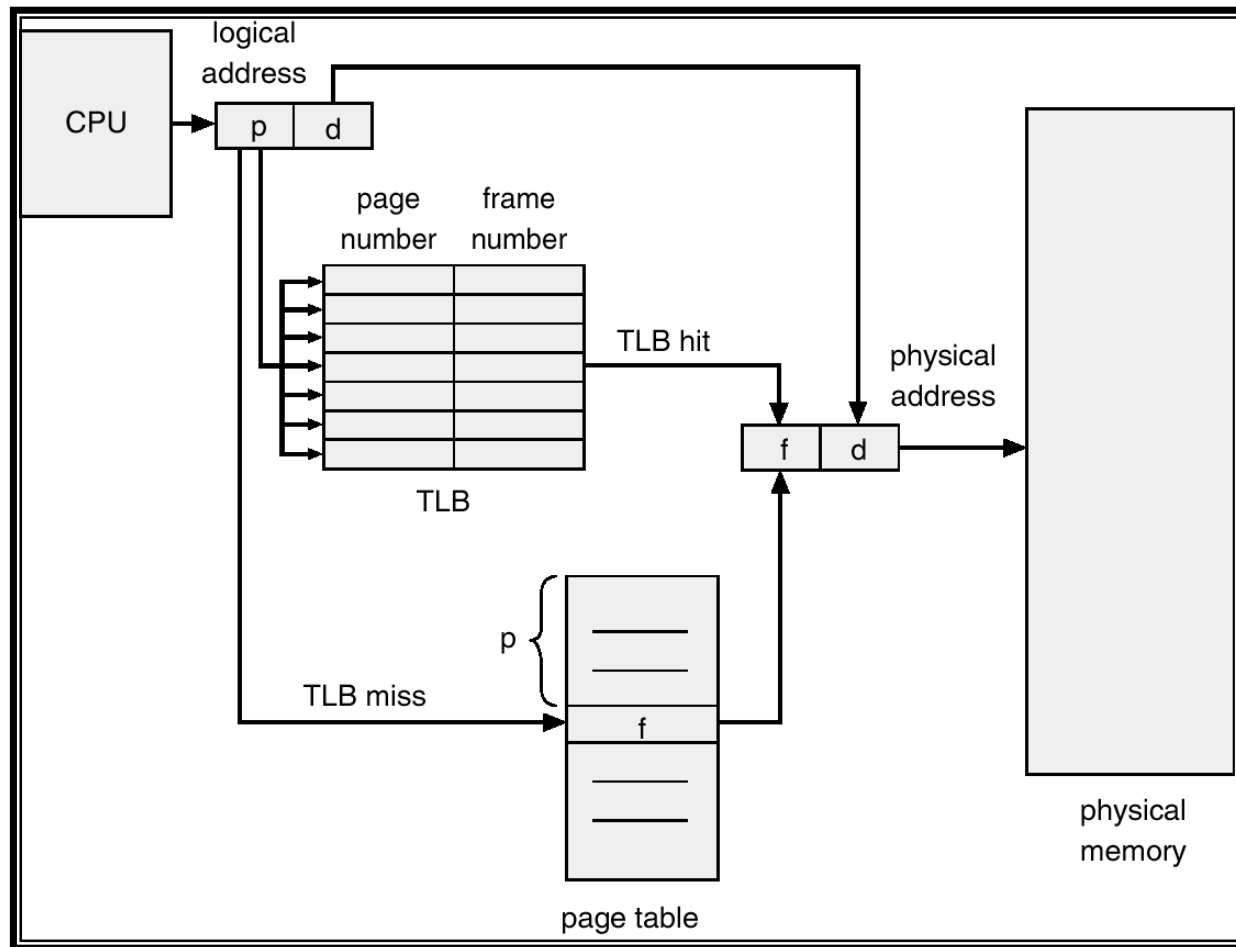 logical
address
CPU
p
d
page
number
frame
number
TLB hit
physical
address
f
d
TLB
p
TLB miss
f
physical
memory
page table